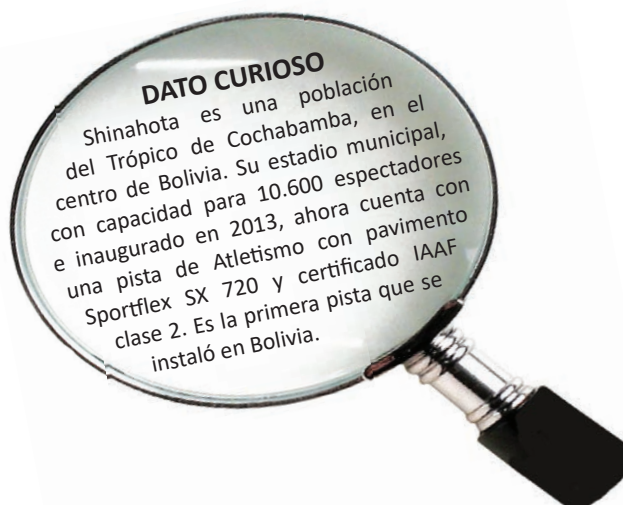 DATO CURIOSO
Shinahota es una población
del Trópico de Cochabamba, en el
centro de Bolivia. Su estadio municipal,
con capacidad para 10.600 espectadores
e inaugurado en 2013, ahora cuenta con
una pista de Atletismo con pavimento
Sportflex SX 720 y certificado IAAF
clase 2. Es la primera pista que se
instaló en Bolivia.